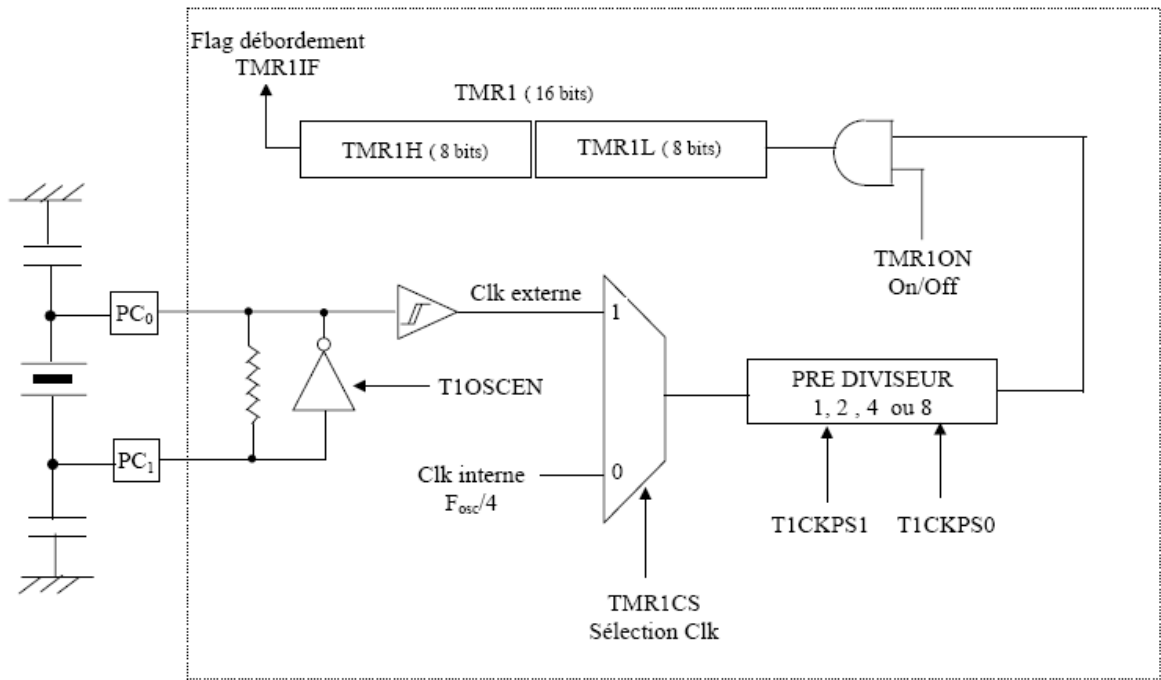 Flag débordement
TMR1IF
TMR1 ( 16 bits)
TMR1H ( 8 bits)
TMR1L ( 8 bits)
TMR1ON
On/Off
PC0
Clk externe
1
T1OSCEN
PRE DIVISEUR
1, 2 , 4 ou 8
PC1
Clk interne
Fosc/4
0
T1CKPS1
T1CKPS0
TMR1CS
Sélection Clk